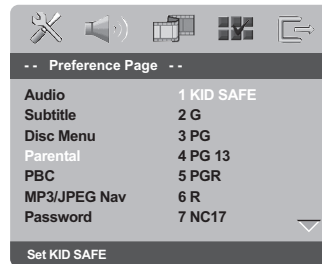 - - Preference Page - -
Audio 1 KID SAFE
Subtitle 2 G
Disc Menu 3 PG
Parental 4 PG 13
PBC 5 PGR
MP3/JPEG Nav 6 R
Password 7 NC17
Set KID SAFE